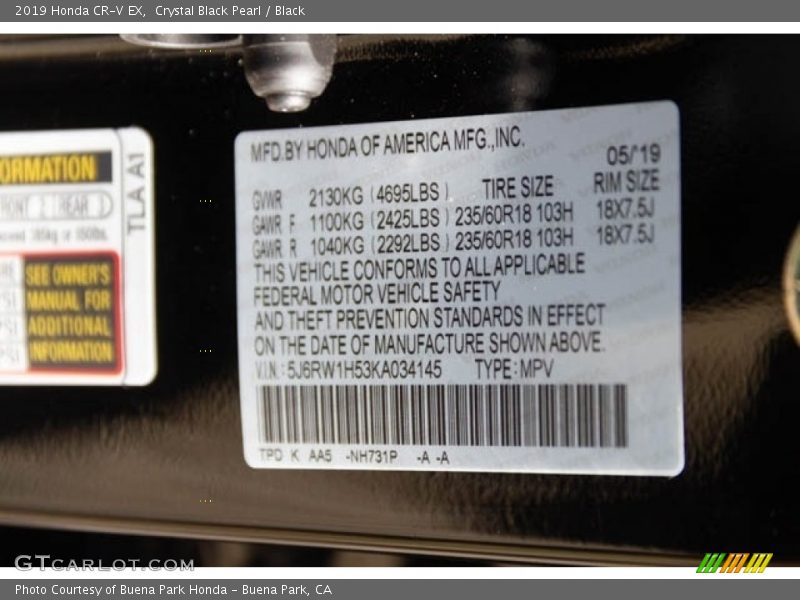 2019 Honda CR-V EX, Crystal Black Pearl / Black
ORMATION
FRONT 2 REAR
TLA A1
SEE OWNER'S
MANUAL FOR
ADDITIONAL
INFORMATION
MFD.BY HONDA OF AMERICA MFG.,INC.
05/'19
GVWR 2130KG (4695LBS) TIRE SIZE RIM SIZE
GAWR F 1100KG (2425LBS) 235/60R18 103H 18X7.5J
GAWR R 1040KG (2292LBS) 235/60R18 103H 18X7.5J
THIS VEHICLE CONFORMS TO ALL APPLICABLE
FEDERAL MOTOR VEHICLE SAFETY
AND THEFT PREVENTION STANDARDS IN EFFECT
ON THE DATE OF MANUFACTURE SHOWN ABOVE.
V.I.N.: 5J6RW1H53KA034145 TYPE: MPV
TPD K AA5 -NH731P -A -A
GTCARLOT.COM
Photo Courtesy of Buena Park Honda - Buena Park, CA